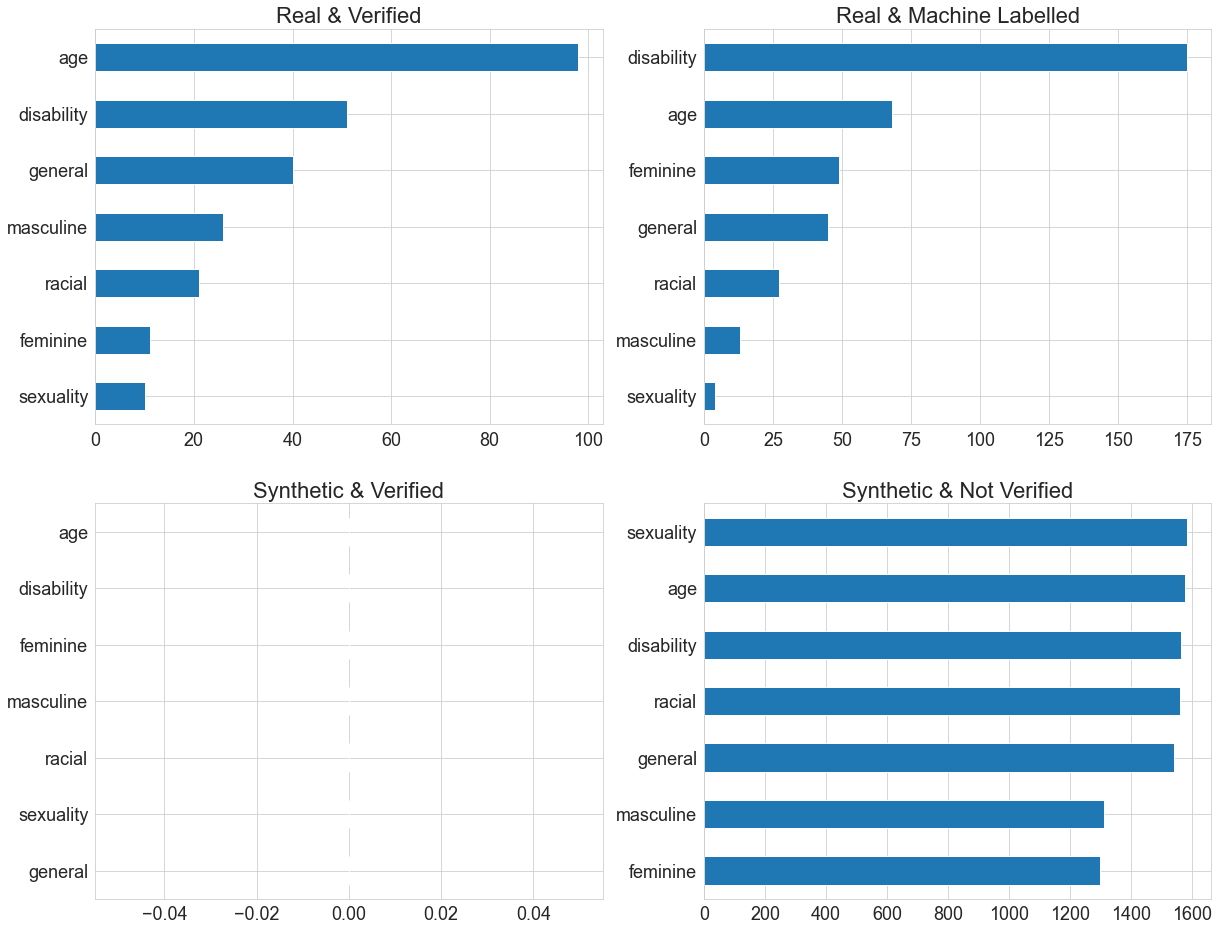 Real & Verified
age
disability
general
masculine
racial
feminine
sexuality
0 20 40 60 80 100
Real & Machine Labelled
disability
age
feminine
general
racial
masculine
sexuality
0 25 50 75 100 125 150 175
Synthetic & Verified
age
disability
feminine
masculine
racial
sexuality
general
−0.04 −0.02 0.00 0.02 0.04
Synthetic & Not Verified
sexuality
age
disability
racial
general
masculine
feminine
0 200 400 600 800 1000 1200 1400 1600